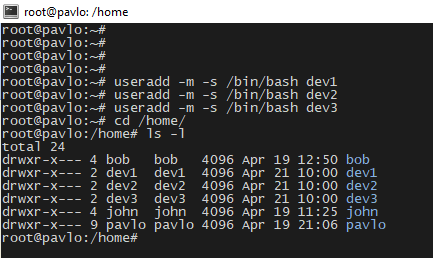 root@pavlo: /home
root@pavlo:~#
root@pavlo:~#
root@pavlo:~#
root@pavlo:~#
root@pavlo:~# useradd -m -s /bin/bash dev1
root@pavlo:~# useradd -m -s /bin/bash dev2
root@pavlo:~# useradd -m -s /bin/bash dev3
root@pavlo:~# cd /home/
root@pavlo:/home# ls -l
total 24
drwxr-x--- 4 bob   bob   4096 Apr 19 12:50 bob
drwxr-x--- 2 dev1  dev1  4096 Apr 21 10:00 dev1
drwxr-x--- 2 dev2  dev2  4096 Apr 21 10:00 dev2
drwxr-x--- 2 dev3  dev3  4096 Apr 21 10:00 dev3
drwxr-x--- 4 john  john  4096 Apr 19 11:25 john
drwxr-x--- 9 pavlo pavlo 4096 Apr 19 21:06 pavlo
root@pavlo:/home#